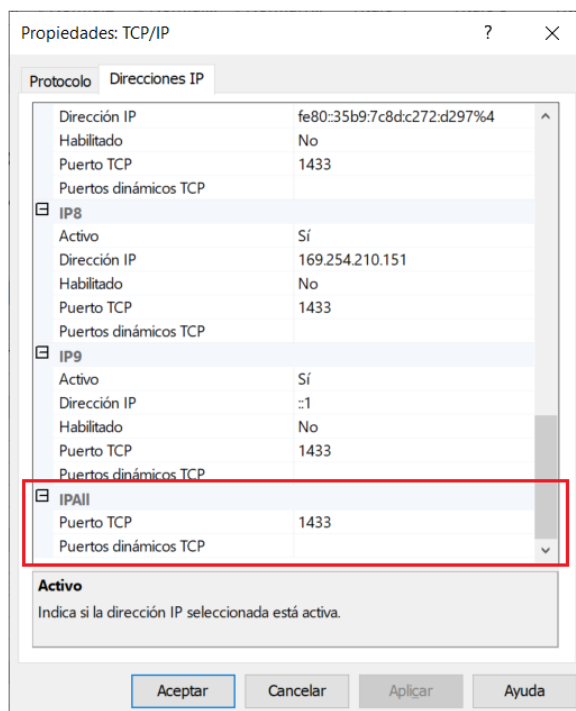 Propiedades: TCP/IP ? ×
Protocolo Direcciones IP
Dirección IP fe80::35b9:7c8d:c272:d297%4
Habilitado No
Puerto TCP 1433
Puertos dinámicos TCP
IP8
Activo Sí
Dirección IP 169.254.210.151
Habilitado No
Puerto TCP 1433
Puertos dinámicos TCP
IP9
Activo Sí
Dirección IP ::1
Habilitado No
Puerto TCP 1433
Puertos dinámicos TCP
IPAll
Puerto TCP 1433
Puertos dinámicos TCP
Activo
Indica si la dirección IP seleccionada está activa.
Aceptar Cancelar Aplicar Ayuda